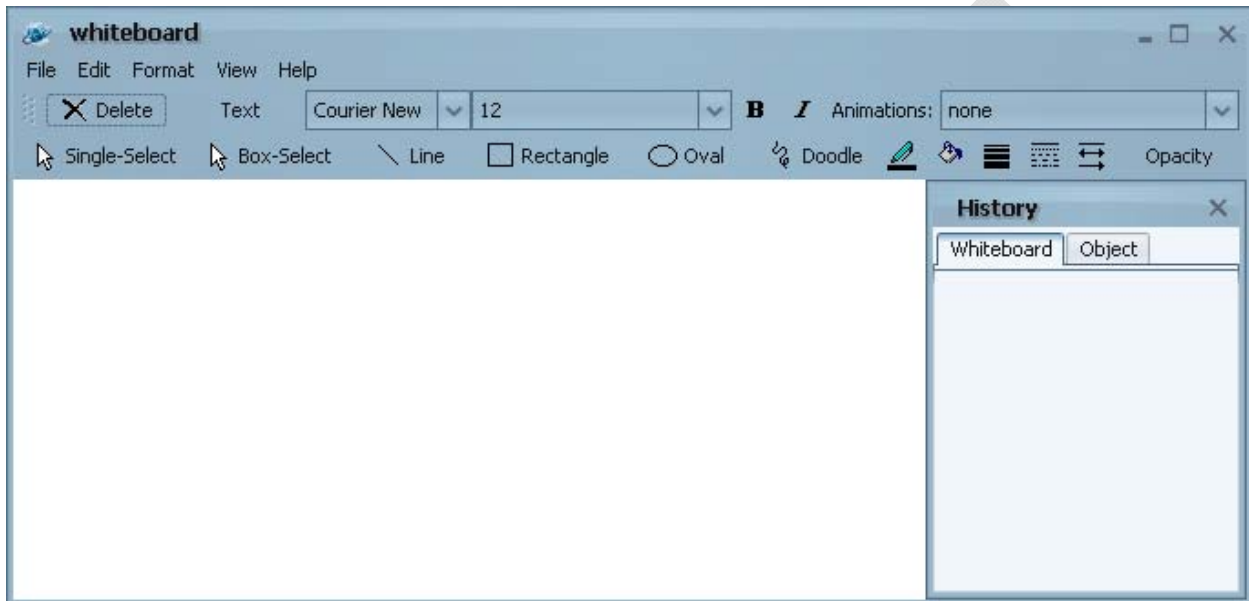 whiteboard
File Edit Format View Help
Delete Text Courier New 12 B I Animations: none
Single-Select Box-Select Line Rectangle Oval Doodle Opacity
History
Whiteboard Object